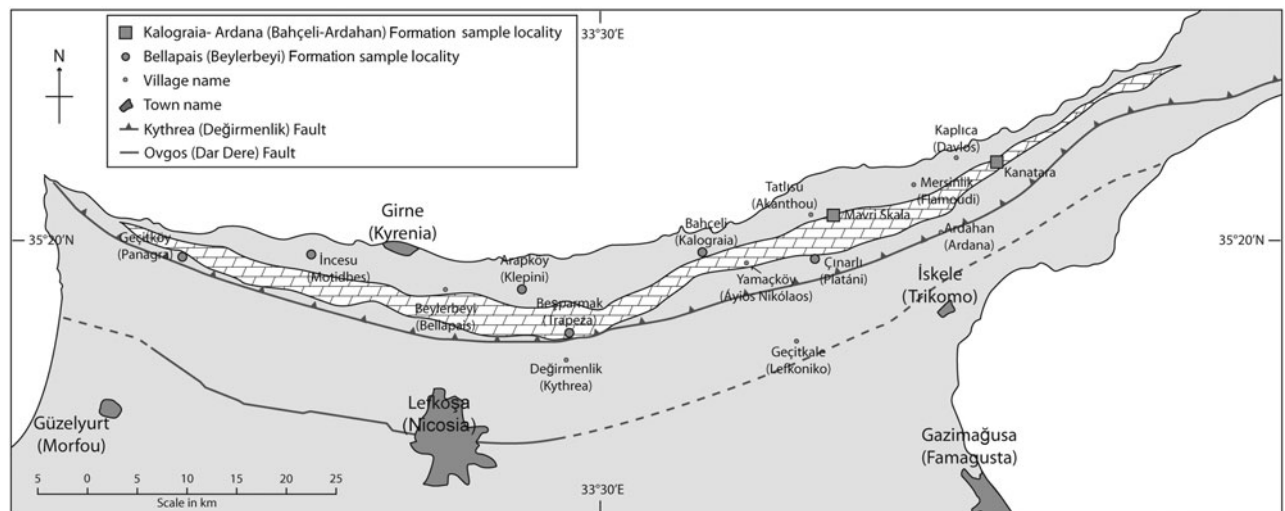 Kalograia- Ardana (Bahçeli-Ardahan) Formation sample locality
Bellapais (Beylerbeyi) Formation sample locality
Village name
Town name
Kythrea (Değirmenlik) Fault
Ovgos (Dar Dere) Fault
N
33°30'E
Kaplıca
(Davlos)
Kanatara
Mersinlik
(Flamoudi)
Tatlısu
(Akanthou)
Mavri Skala
Girne
(Kyrenia)
Bahçeli
(Kalograia)
Ardahan
(Ardana)
35°20'N
35°20'N
Geçitköy
(Panagra)
İncesu
(Motidhes)
Arapköy
(Klepini)
Çınarlı
(Platáni)
Yamaçköy
(Áyios Nikólaos)
İskele
(Trikomo)
Beylerbeyi
(Bellapais)
Beşparmak
(Trapeza)
Geçitkale
(Lefkoniko)
Değirmenlik
(Kythrea)
Güzelyurt
(Morfou)
Lefkoşa
(Nicosia)
Gazimağusa
(Famagusta)
5 0 5 10 15 20 25
Scale in km
33°30'E